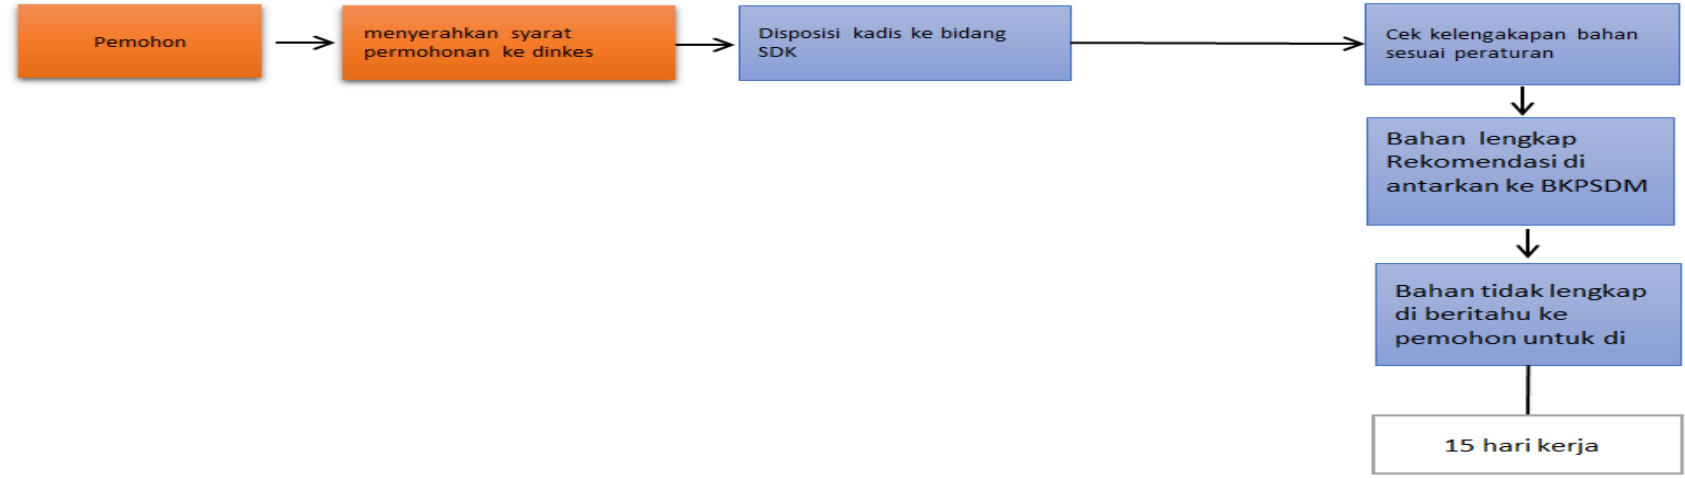 Pemohon
menyerahkan syarat
permohonan ke dinkes
Disposisi kadis ke bidang
SDK
Cek kelengakapan bahan
sesuai peraturan
Bahan lengkap
Rekomendasi di
antarkan ke BKPSDM
Bahan tidak lengkap
di beritahu ke
pemohon untuk di
15 hari kerja